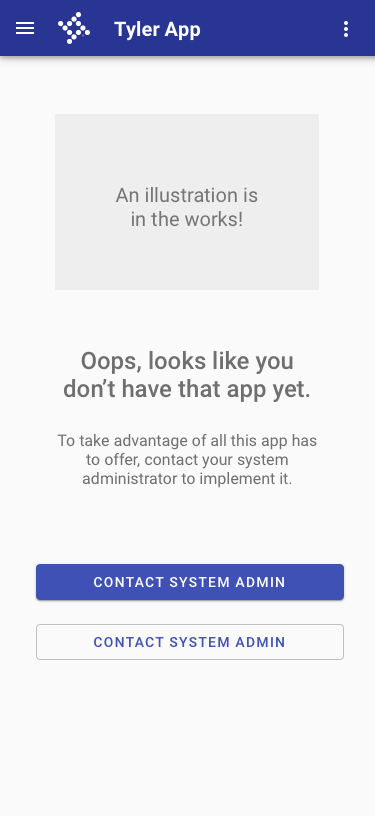 Tyler App
An illustration is
in the works!
Oops, looks like you
don’t have that app yet.
To take advantage of all this app has
to offer, contact your system
administrator to implement it.
CONTACT SYSTEM ADMIN
CONTACT SYSTEM ADMIN